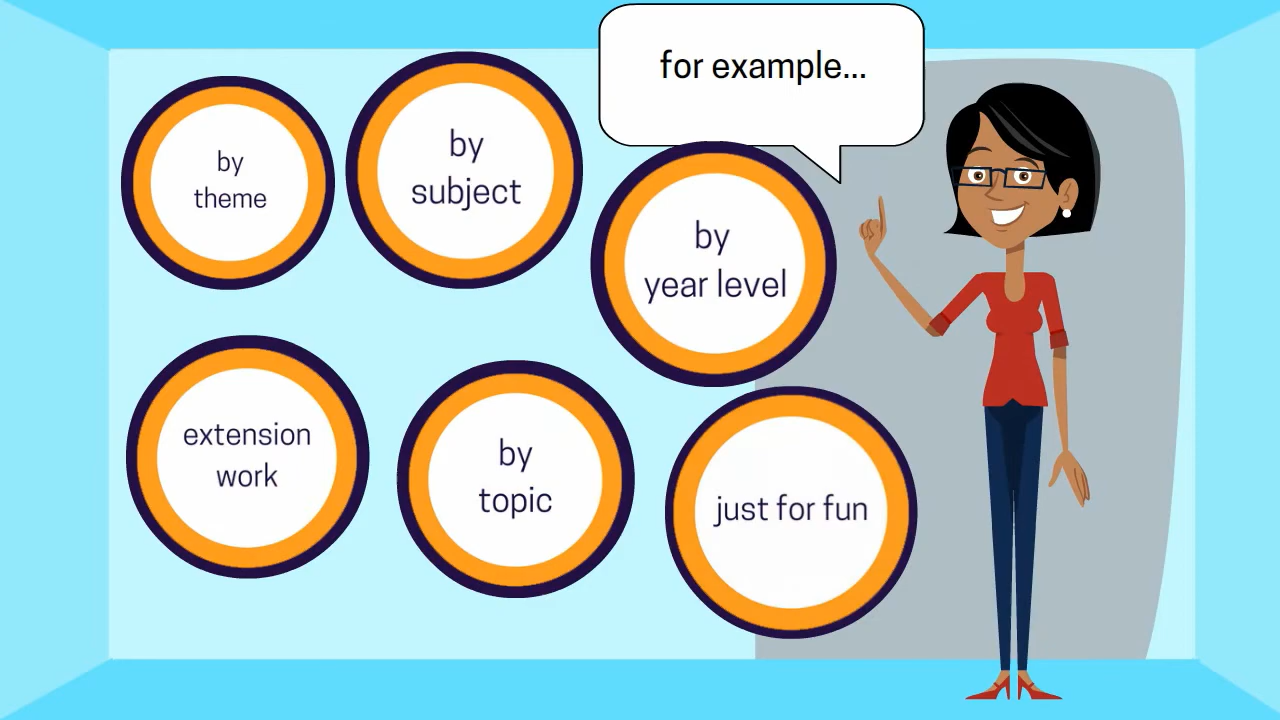 for example...
by
theme
by
subject
by
year level
extension
work
by
topic
just for fun